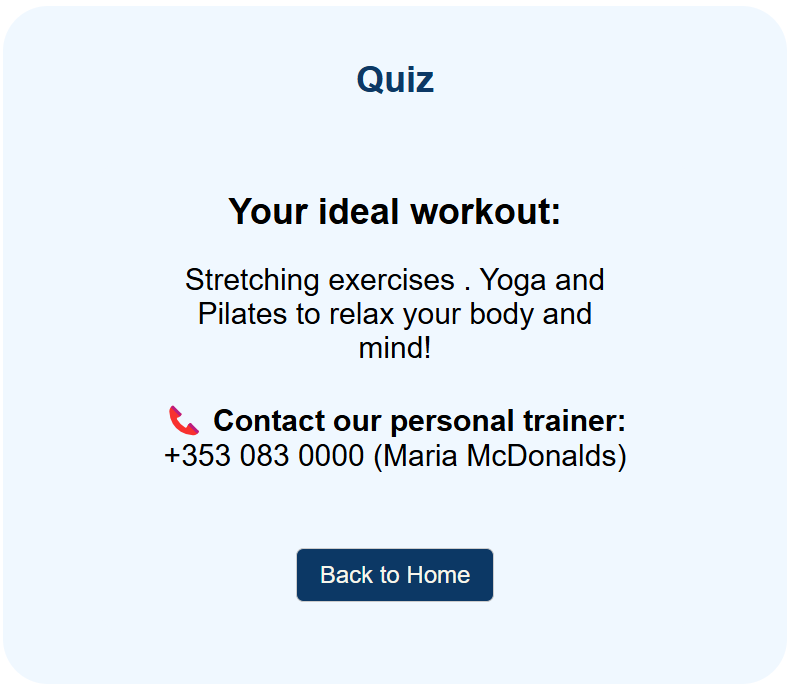 Quiz
Your ideal workout:
Stretching exercises . Yoga and
Pilates to relax your body and
mind!
Contact our personal trainer:
+353 083 0000 (Maria McDonalds)
Back to Home